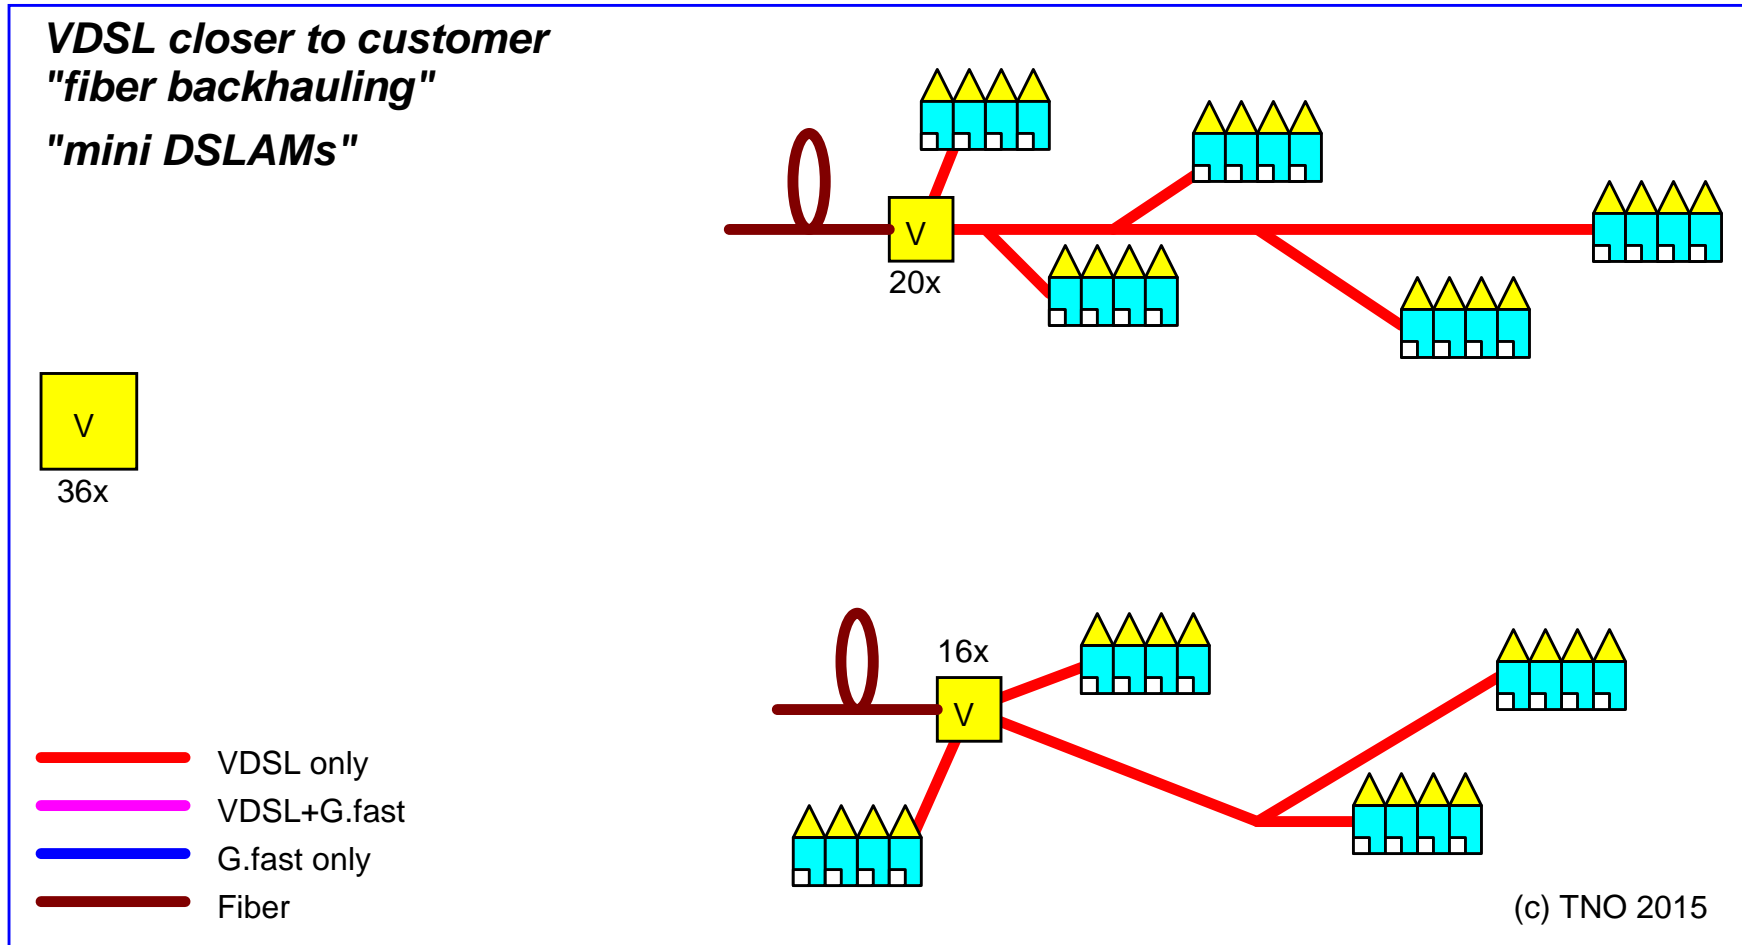 VDSL closer to customer
"fiber backhauling"
"mini DSLAMs"
V
20x
V
36x
16x
V
VDSL only
VDSL+G.fast
G.fast only
Fiber
(c) TNO 2015